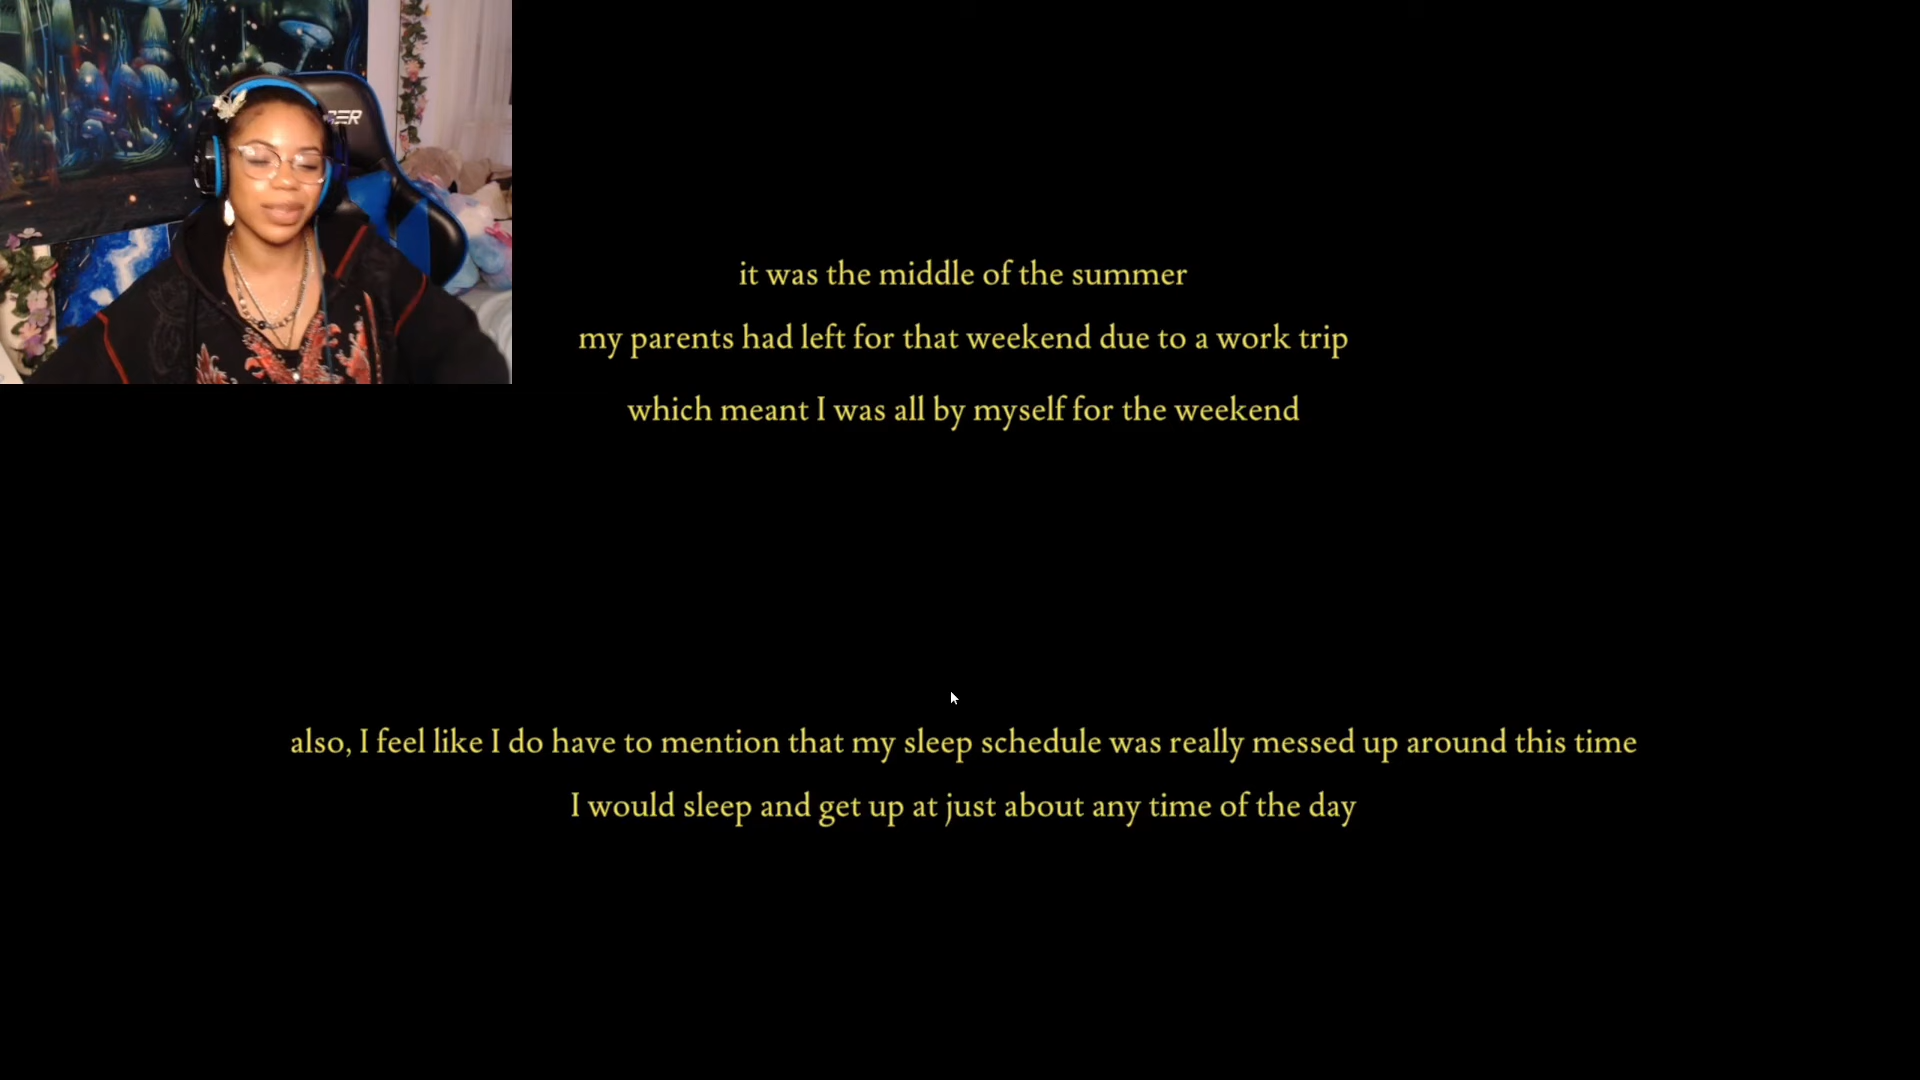 ER
it was the middle of the summer
my parents had left for that weekend due to a work trip
which meant I was all by myself for the weekend
also, I feel like I do have to mention that my sleep schedule was really messed up around this time
I would sleep and get up at just about any time of the day